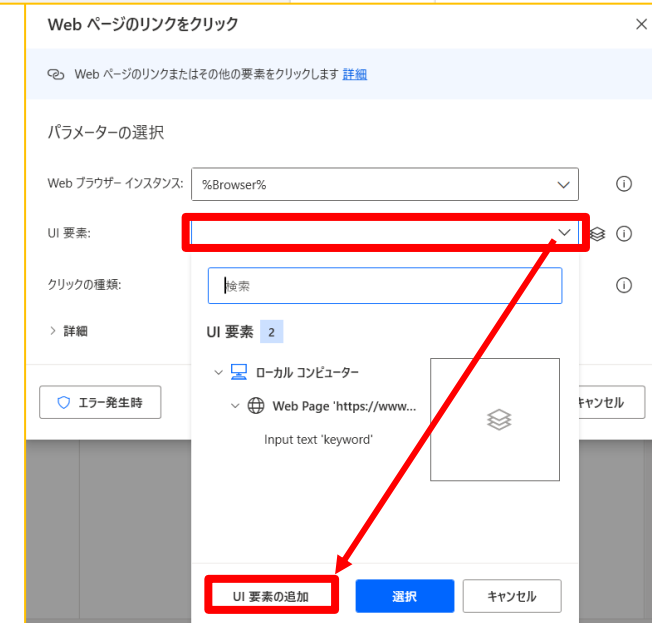 Web ページのリンクをクリック
Web ページのリンクまたはその他の要素をクリックします 詳細
パラメーターの選択
Web ブラウザー インスタンス: %Browser%
UI 要素:
クリックの種類:
検索
詳細
UI 要素 2
ローカル コンピューター
Web Page 'https://www...
Input text 'keyword'
エラー発生時
キャンセル
UI 要素の追加 選択 キャンセル